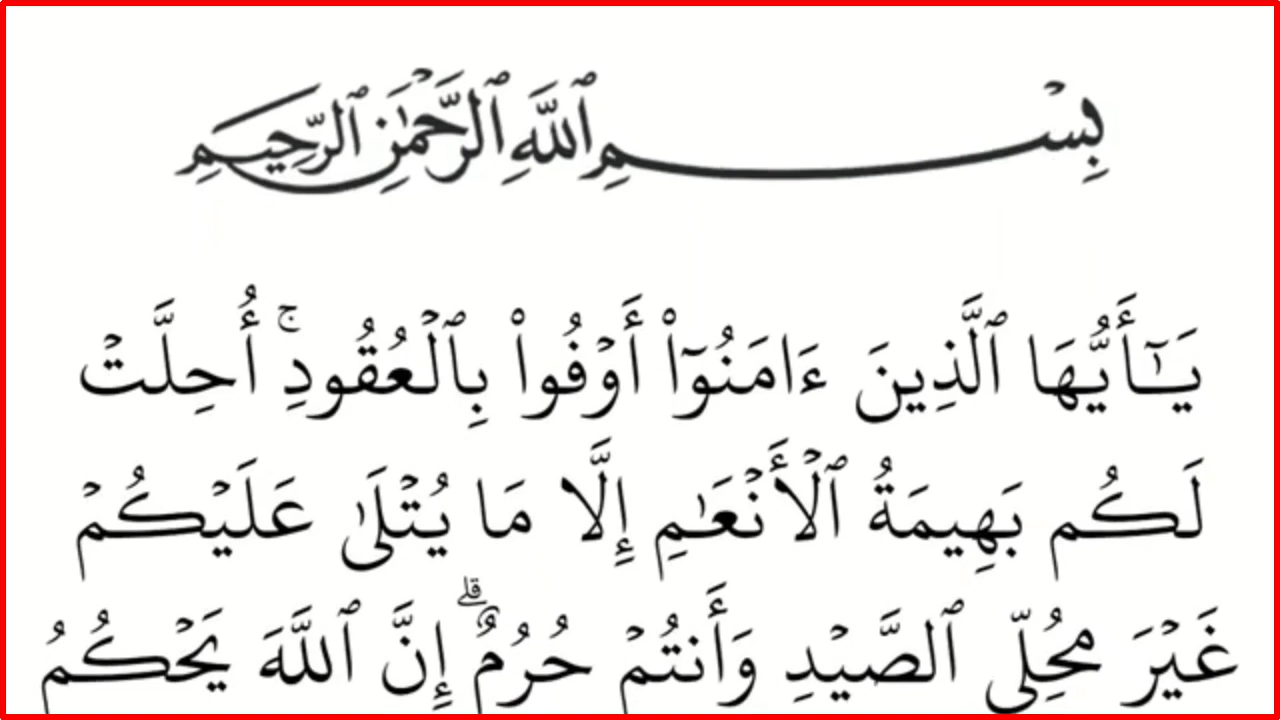 بِسْمِ ٱللَّهِ ٱلرَّحْمَٰنِ ٱلرَّحِيمِ
يَـٰٓأَيُّهَا ٱلَّذِينَ ءَامَنُوٓا۟ أَوْفُوا۟ بِٱلْعُقُودِ ۚ أُحِلَّتْ
لَكُم بَهِيمَةُ ٱلْأَنْعَـٰمِ إِلَّا مَا يُتْلَىٰ عَلَيْكُمْ
غَيْرَ مُحِلِّى ٱلصَّيْدِ وَأَنتُمْ حُرُمٌ ۗ إِنَّ ٱللَّهَ يَحْكُمُ